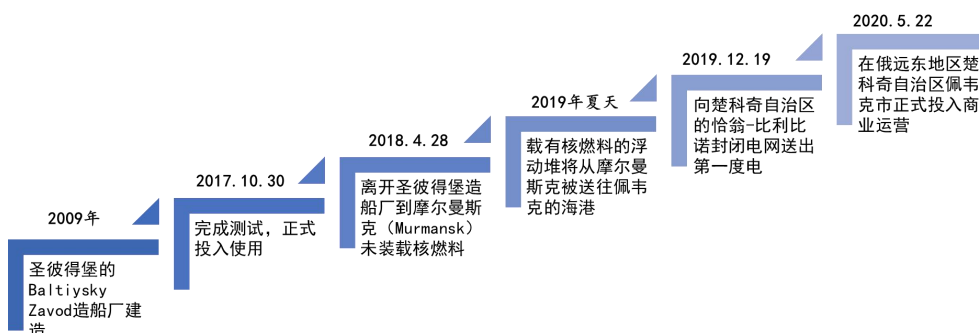 2009年
圣彼得堡的
Baltiysky
Zavod造船厂建
造
2017.10.30
完成测试，正式
投入使用
2018.4.28
离开圣彼得堡造
船厂到摩尔曼斯
克（Murmansk）
未装载核燃料
2019年夏天
载有核燃料的浮
动堆将从摩尔曼
斯克被送往佩韦
克的海港
2019.12.19
向楚科奇自治区
的恰翁-比利比
诺封闭电网送出
第一度电
2020.5.22
在俄远东地区楚
科奇自治区佩韦
克市正式投入商
业运营